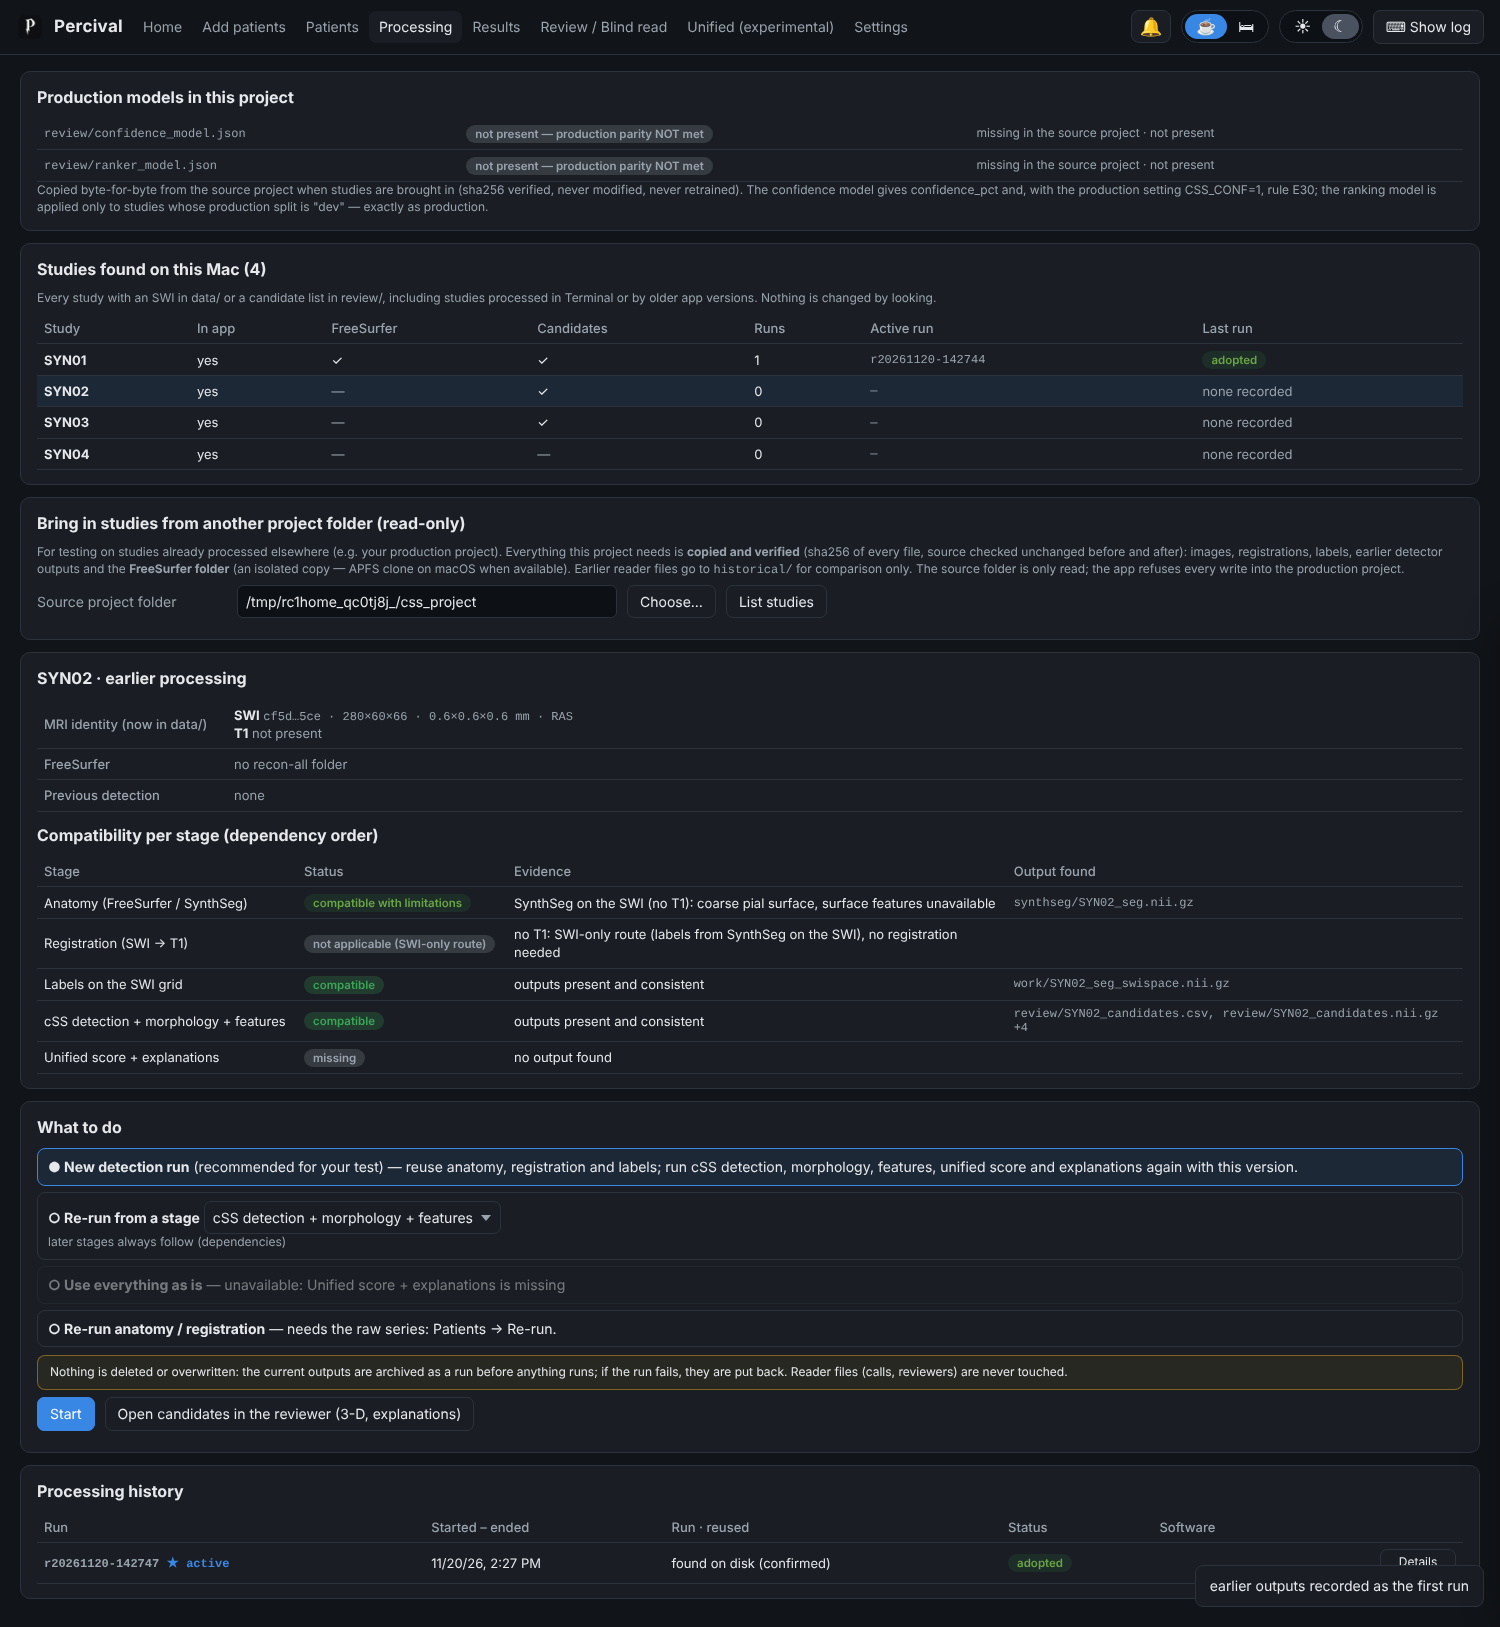 Percival Home Add patients Patients Processing Results Review / Blind read Unified (experimental) Settings Show log
Production models in this project
review/confidence_model.json not present — production parity NOT met missing in the source project · not present
review/ranker_model.json not present — production parity NOT met missing in the source project · not present
Copied byte-for-byte from the source project when studies are brought in (sha256 verified, never modified, never retrained). The confidence model gives confidence_pct and, with the production setting CSS_CONF=1, rule E30; the ranking model is
applied only to studies whose production split is "dev" — exactly as production.
Studies found on this Mac (4)
Every study with an SWI in data/ or a candidate list in review/, including studies processed in Terminal or by older app versions. Nothing is changed by looking.
Study In app FreeSurfer Candidates Runs Active run Last run
SYN01 yes ✓ ✓ 1 r20261120-142744 adopted
SYN02 yes — ✓ 0 – none recorded
SYN03 yes — ✓ 0 – none recorded
SYN04 yes — — 0 – none recorded
Bring in studies from another project folder (read-only)
For testing on studies already processed elsewhere (e.g. your production project). Everything this project needs is copied and verified (sha256 of every file, source checked unchanged before and after): images, registrations, labels, earlier detector
outputs and the FreeSurfer folder (an isolated copy — APFS clone on macOS when available). Earlier reader files go to historical/ for comparison only. The source folder is only read; the app refuses every write into the production project.
Source project folder /tmp/rc1home_qc0tj8j_/css_project Choose... List studies
SYN02 · earlier processing
MRI identity (now in data/) SWI cf5d…5ce · 280×60×66 · 0.6×0.6×0.6 mm · RAS
T1 not present
FreeSurfer no recon-all folder
Previous detection none
Compatibility per stage (dependency order)
Stage Status Evidence Output found
Anatomy (FreeSurfer / SynthSeg) compatible with limitations SynthSeg on the SWI (no T1): coarse pial surface, surface features unavailable synthseg/SYN02_seg.nii.gz
Registration (SWI → T1) not applicable (SWI-only route) no T1: SWI-only route (labels from SynthSeg on the SWI), no registration
needed
Labels on the SWI grid compatible outputs present and consistent work/SYN02_seg_swispace.nii.gz
cSS detection + morphology + features compatible outputs present and consistent review/SYN02_candidates.csv, review/SYN02_candidates.nii.gz
+4
Unified score + explanations missing no output found
What to do
● New detection run (recommended for your test) — reuse anatomy, registration and labels; run cSS detection, morphology, features, unified score and explanations again with this version.
○ Re-run from a stage cSS detection + morphology + features
later stages always follow (dependencies)
○ Use everything as is — unavailable: Unified score + explanations is missing
○ Re-run anatomy / registration — needs the raw series: Patients → Re-run.
Nothing is deleted or overwritten: the current outputs are archived as a run before anything runs; if the run fails, they are put back. Reader files (calls, reviewers) are never touched.
Start Open candidates in the reviewer (3-D, explanations)
Processing history
Run Started – ended Run · reused Status Software
r20261120-142747 ★ active 11/20/26, 2:27 PM found on disk (confirmed) adopted Details
earlier outputs recorded as the first run